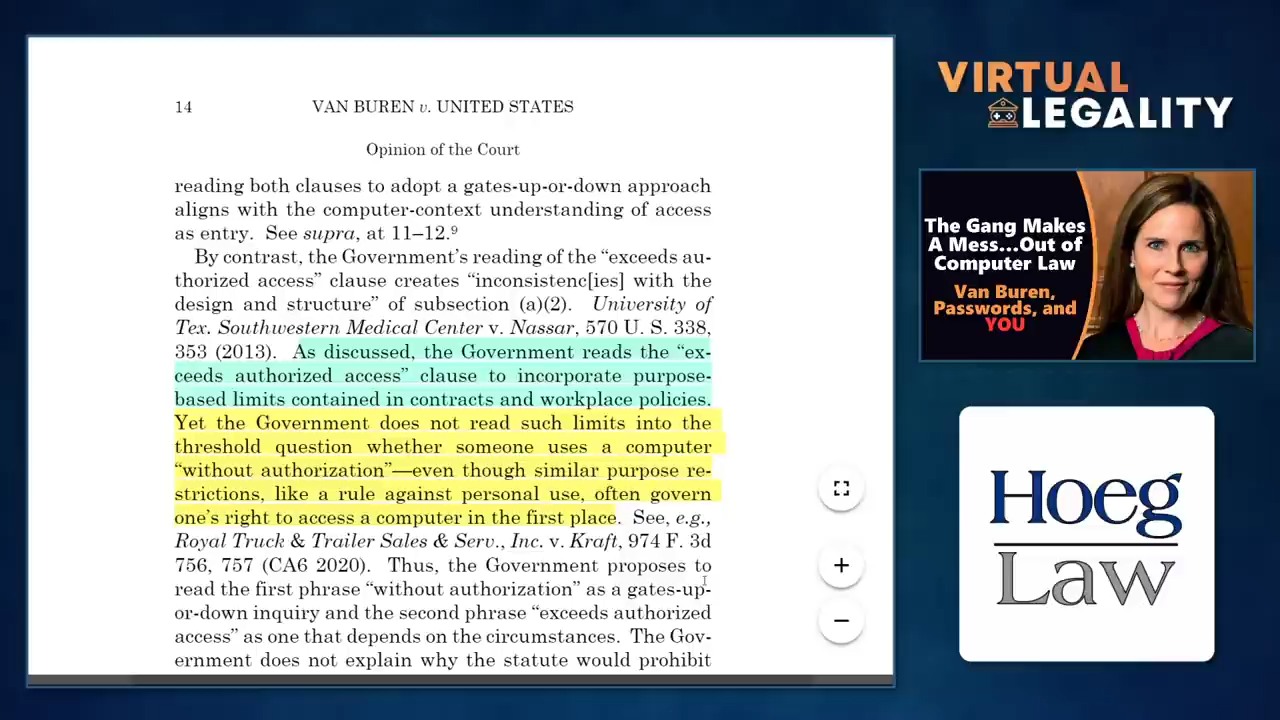 14 VAN BUREN v. UNITED STATES
Opinion of the Court
reading both clauses to adopt a gates-up-or-down approach
aligns with the computer-context understanding of access
as entry. See supra, at 11–12.⁹
By contrast, the Government’s reading of the “exceeds au-
thorized access” clause creates “inconsistenc[ies] with the
design and structure” of subsection (a)(2). University of
Tex. Southwestern Medical Center v. Nassar, 570 U. S. 338,
353 (2013). As discussed, the Government reads the “ex-
ceeds authorized access” clause to incorporate purpose-
based limits contained in contracts and workplace policies.
Yet the Government does not read such limits into the
threshold question whether someone uses a computer
“without authorization”—even though similar purpose re-
strictions, like a rule against personal use, often govern
one’s right to access a computer in the first place. See, e.g.,
Royal Truck & Trailer Sales & Serv., Inc. v. Kraft, 974 F. 3d
756, 757 (CA6 2020). Thus, the Government proposes to
read the first phrase “without authorization” as a gates-up-
or-down inquiry and the second phrase “exceeds authorized
access” as one that depends on the circumstances. The Gov-
ernment does not explain why the statute would prohibit
VIRTUAL
LEGALITY
The Gang Makes
A Mess...Out of
Computer Law
Van Buren,
Passwords, and
YOU
Hoeg
Law